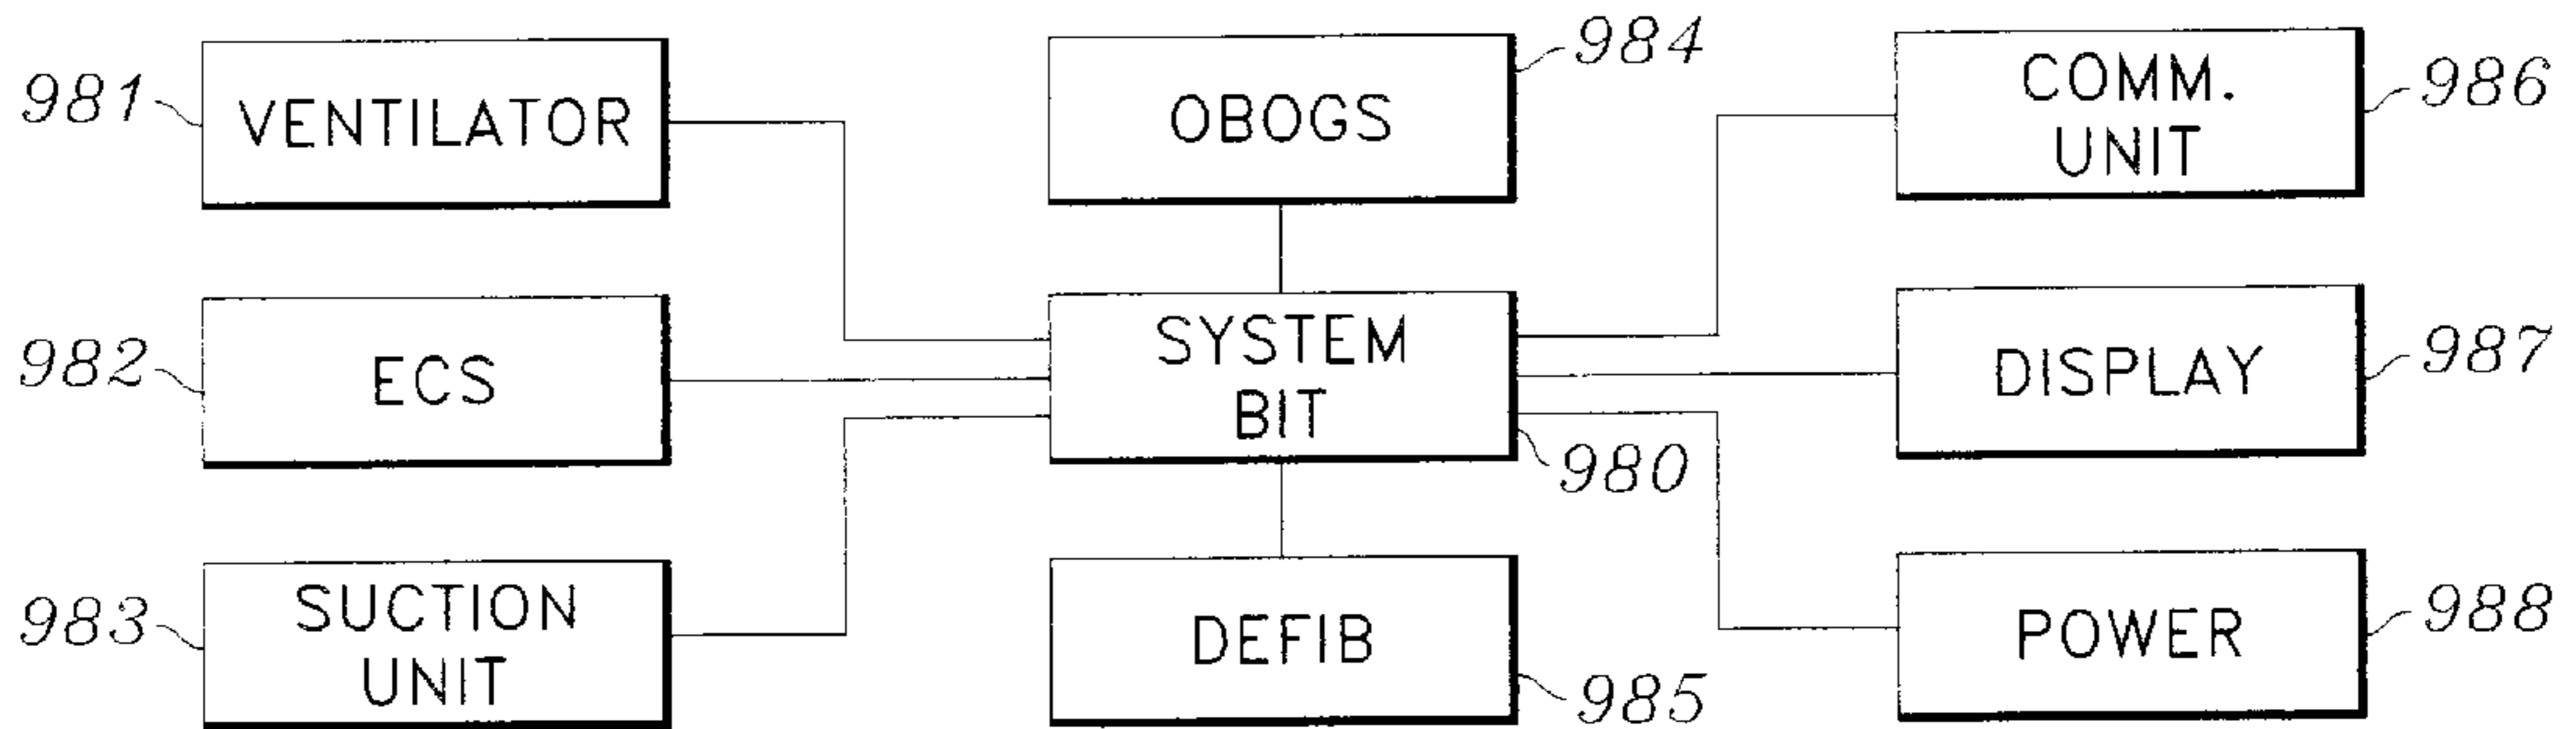 981
VENTILATOR
984
OBOGS
COMM.
UNIT
986
982
ECS
SYSTEM
BIT
980
DISPLAY
987
983
SUCTION
UNIT
DEFIB
985
POWER
988